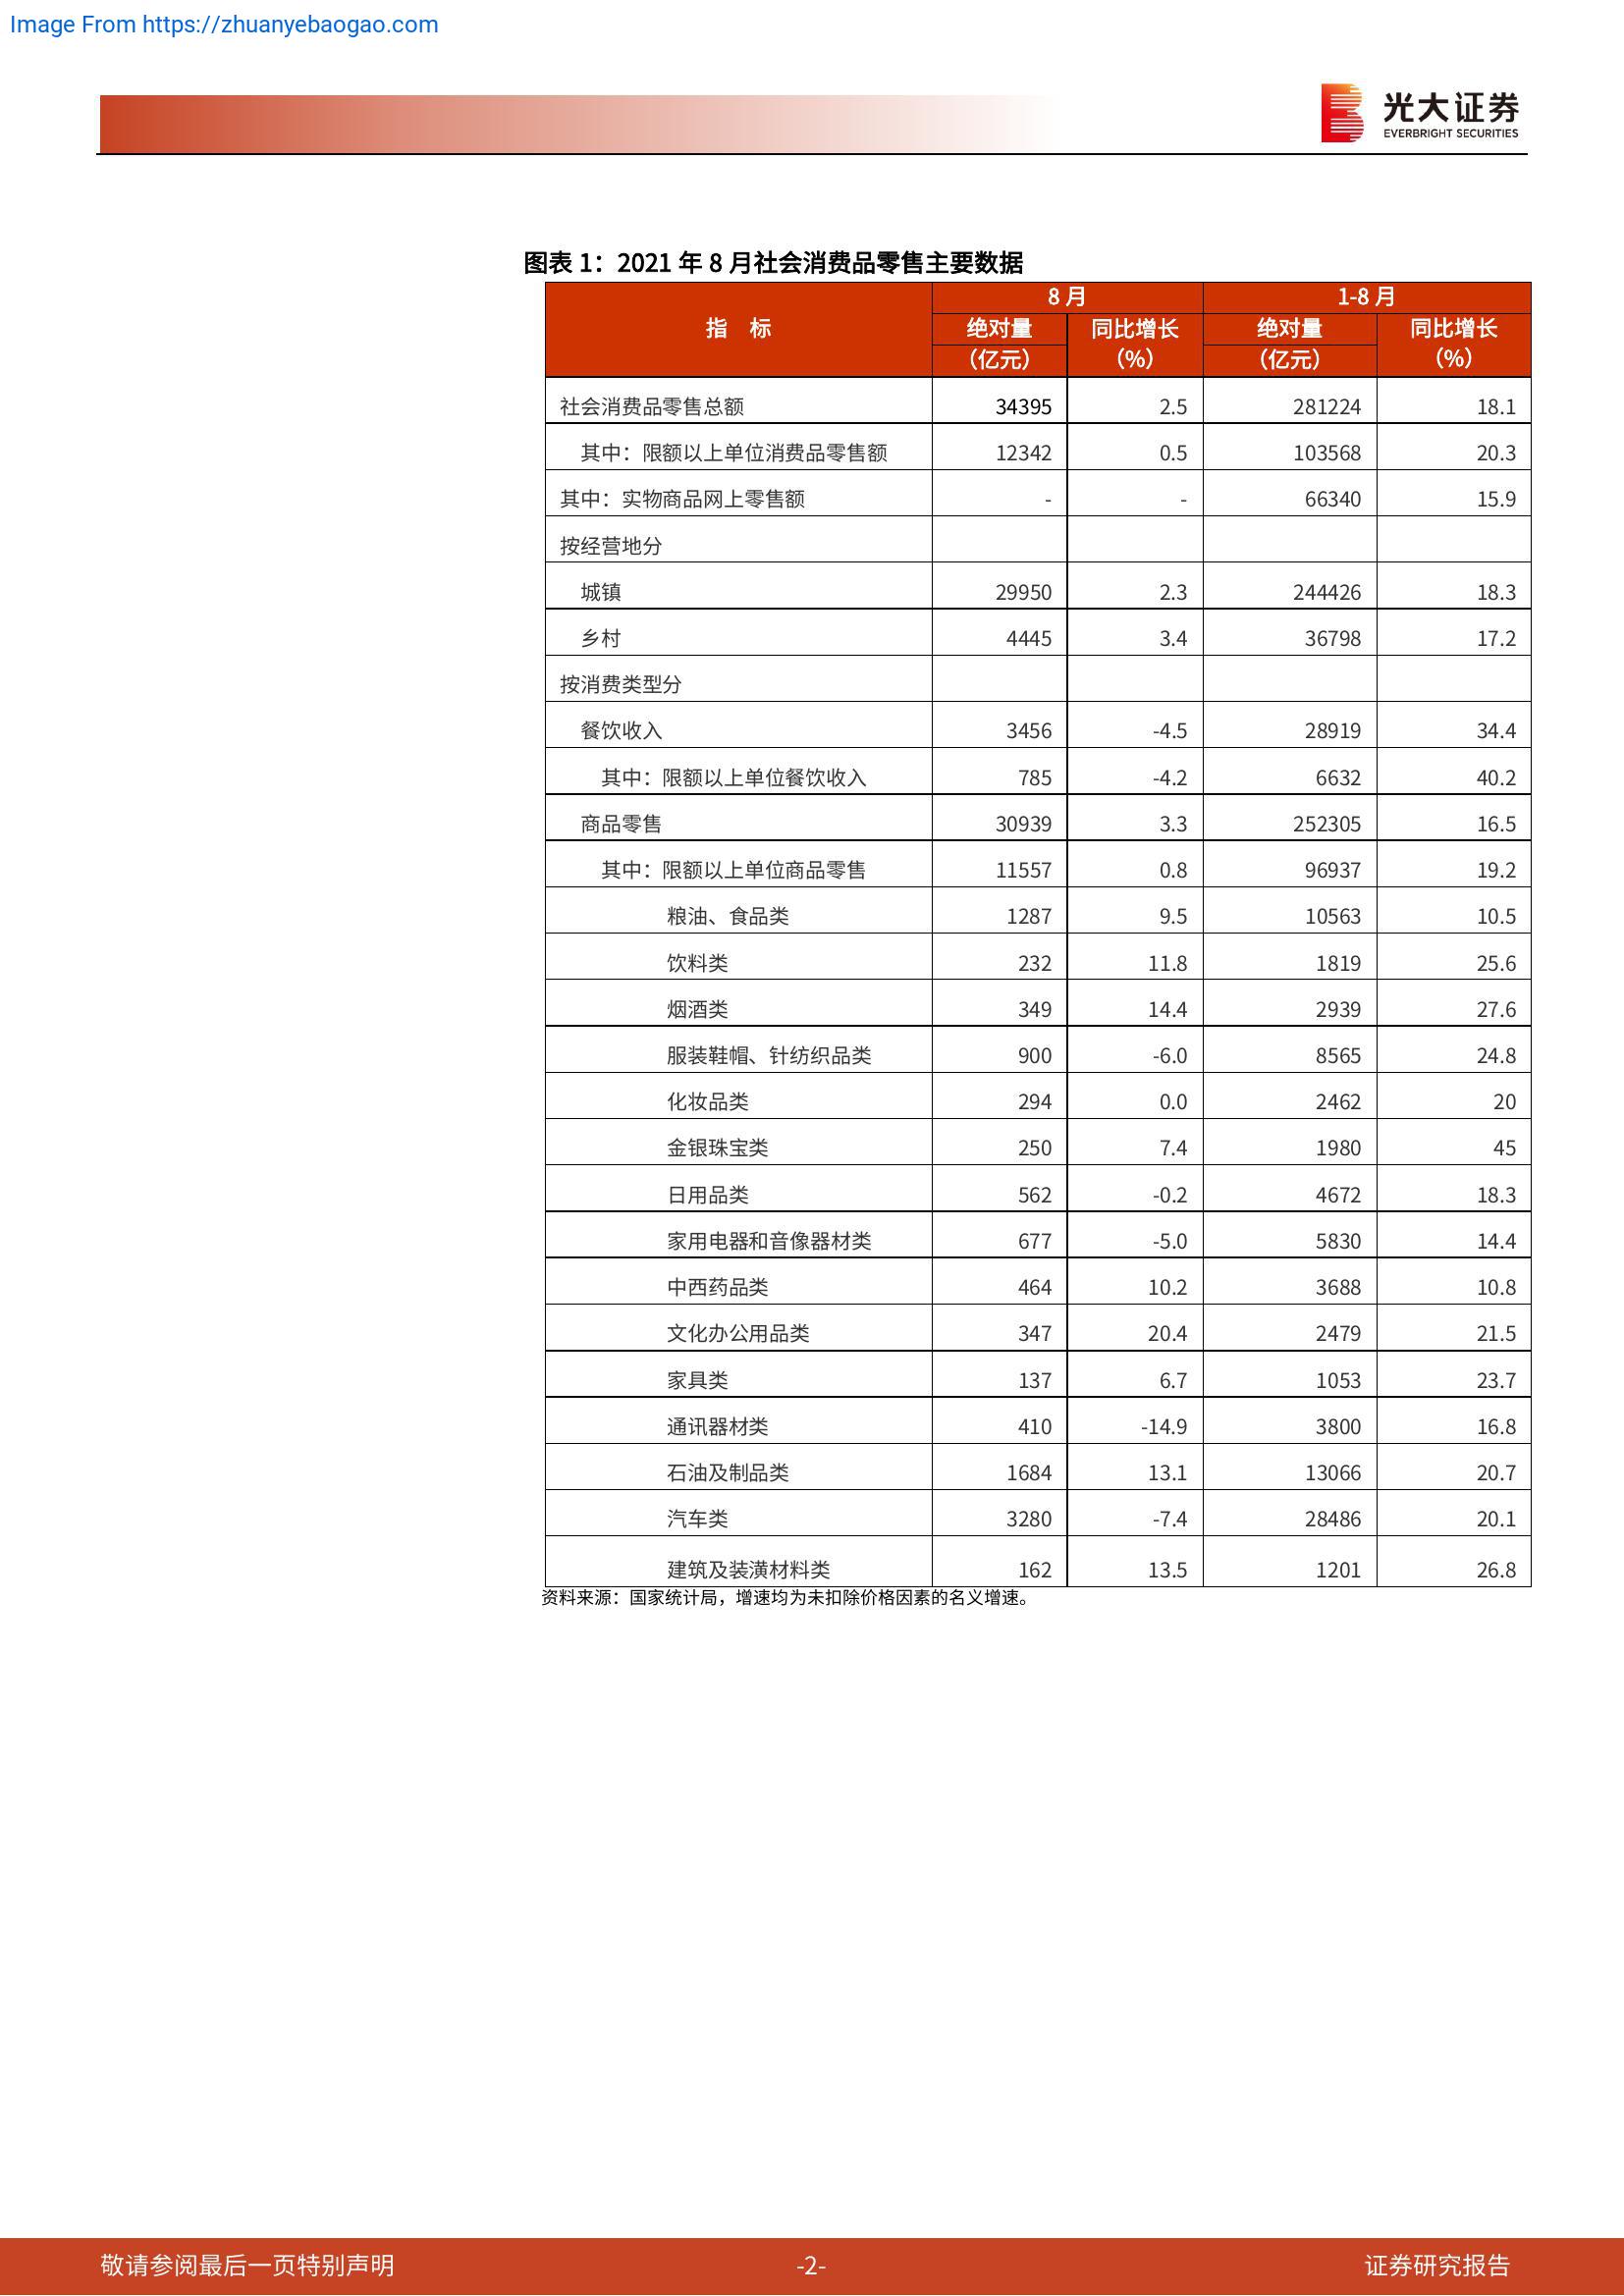 Image From https://zhuanyebaogao.com
光大证券
EVERBRIGHT SECURITIES
图表 1：2021 年 8 月社会消费品零售主要数据
指 标 8 月 1-8 月
绝对量 同比增长 绝对量 同比增长
（亿元） （%） （亿元） （%）
社会消费品零售总额 34395 2.5 281224 18.1
其中：限额以上单位消费品零售额 12342 0.5 103568 20.3
其中：实物商品网上零售额 - - 66340 15.9
按经营地分
城镇 29950 2.3 244426 18.3
乡村 4445 3.4 36798 17.2
按消费类型分
餐饮收入 3456 -4.5 28919 34.4
其中：限额以上单位餐饮收入 785 -4.2 6632 40.2
商品零售 30939 3.3 252305 16.5
其中：限额以上单位商品零售 11557 0.8 96937 19.2
粮油、食品类 1287 9.5 10563 10.5
饮料类 232 11.8 1819 25.6
烟酒类 349 14.4 2939 27.6
服装鞋帽、针纺织品类 900 -6.0 8565 24.8
化妆品类 294 0.0 2462 20
金银珠宝类 250 7.4 1980 45
日用品类 562 -0.2 4672 18.3
家用电器和音像器材类 677 -5.0 5830 14.4
中西药品类 464 10.2 3688 10.8
文化办公用品类 347 20.4 2479 21.5
家具类 137 6.7 1053 23.7
通讯器材类 410 -14.9 3800 16.8
石油及制品类 1684 13.1 13066 20.7
汽车类 3280 -7.4 28486 20.1
建筑及装潢材料类 162 13.5 1201 26.8
资料来源：国家统计局，增速均为未扣除价格因素的名义增速。
敬请参阅最后一页特别声明 -2- 证券研究报告